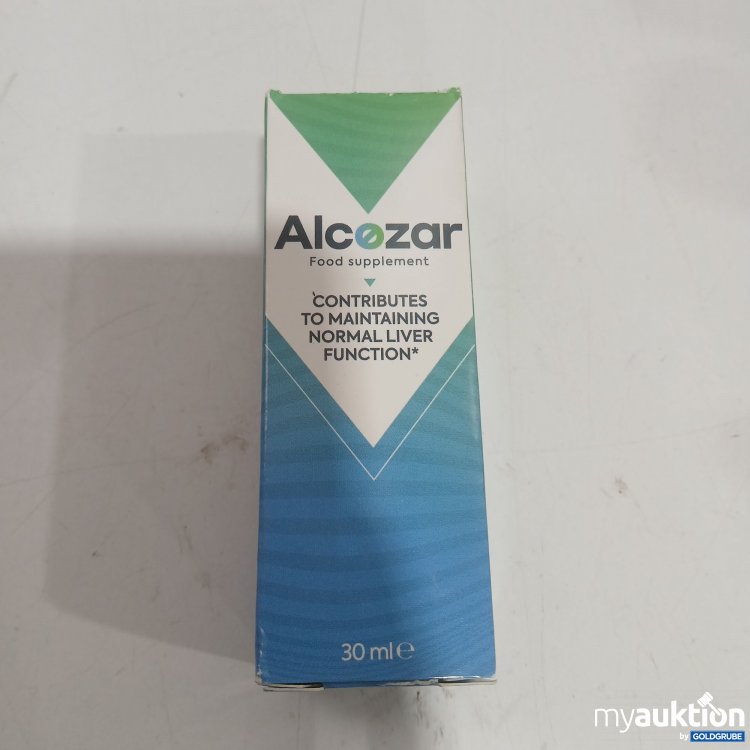 Alcozar
Food supplement
CONTRIBUTES
TO MAINTAINING
NORMAL LIVER
FUNCTION*
30 ml e
myauktion
by GOLDGRUBE